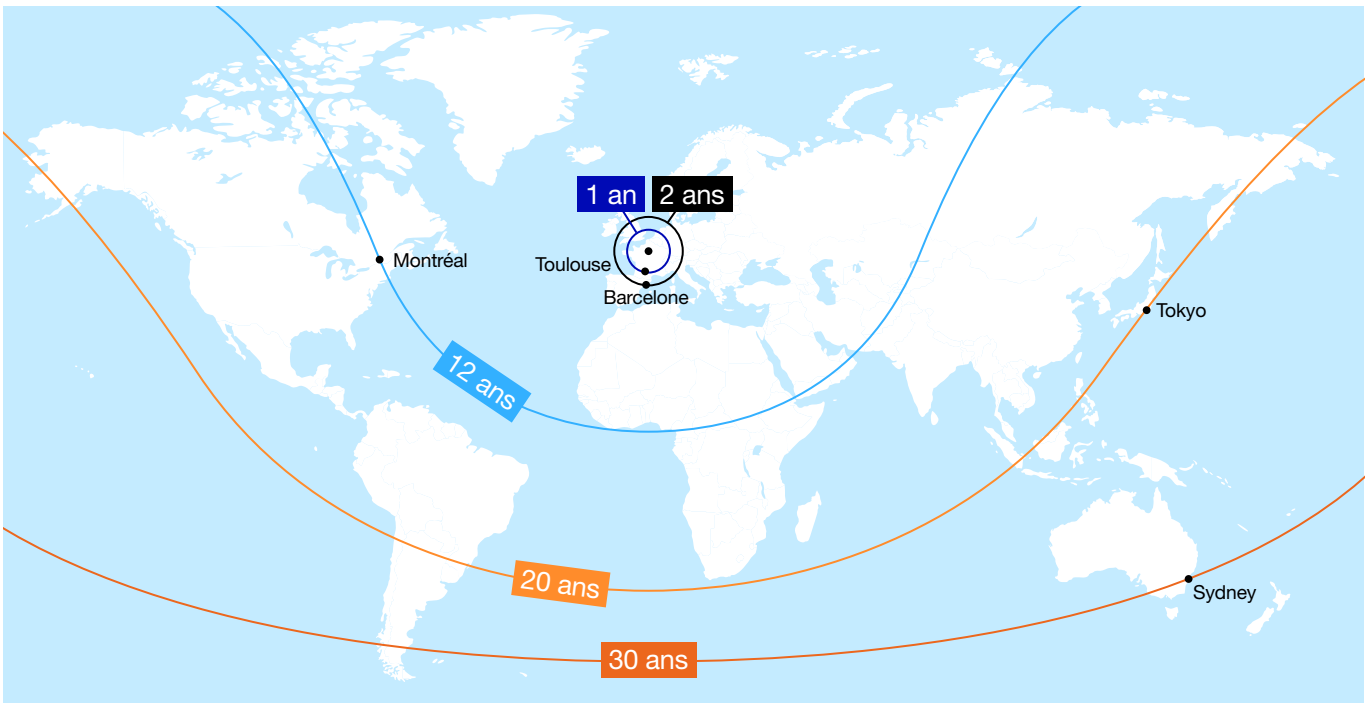 1 an
2 ans
Montréal
Toulouse
Barcelone
Tokyo
12 ans
20 ans
Sydney
30 ans